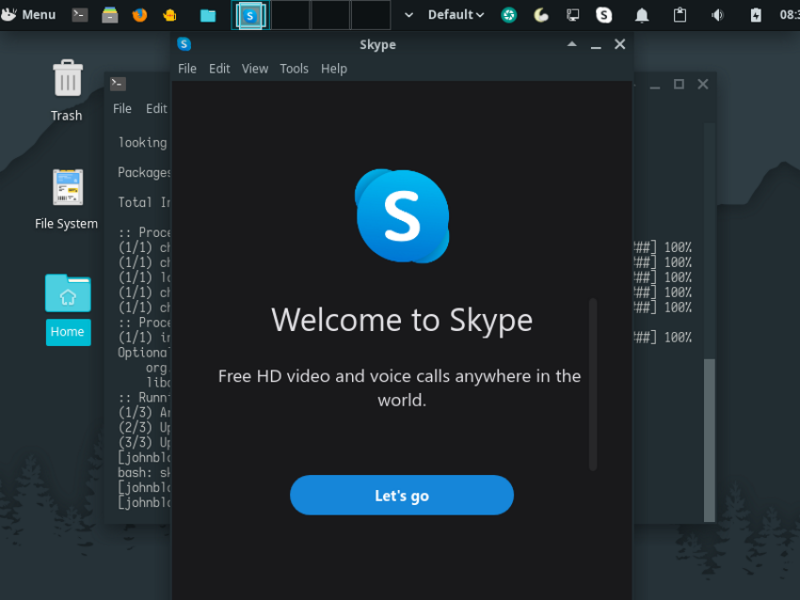 Menu
Default
08:3
Skype
File Edit View Tools Help
Trash
File Edit
looking
Packages
File System
Total In
:: Proce
(1/1) ch ##] 100%
(1/1) ch ##] 100%
(1/1) lo ##] 100%
(1/1) ch ##] 100%
(1/1) ch ##] 100%
:: Proce
(1/1) in ##] 100%
Optional
org.
libc
:: Runni
(1/3) Ar
(2/3) Up
(3/3) Up
[johnblo
bash: sk
[johnblo
[johnblo
Home
S
Welcome to Skype
Free HD video and voice calls anywhere in the
world.
Let's go